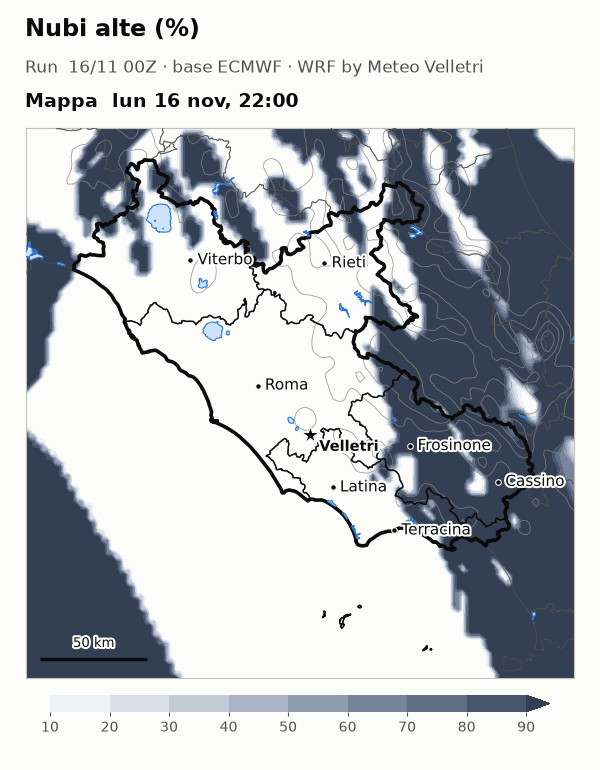 Nubi alte (%)
Run 16/11 00Z · base ECMWF · WRF by Meteo Velletri
Mappa lun 16 nov, 22:00
Viterbo
Rieti
Roma
Velletri
Frosinone
Cassino
Latina
Terracina
50 km
10 20 30 40 50 60 70 80 90